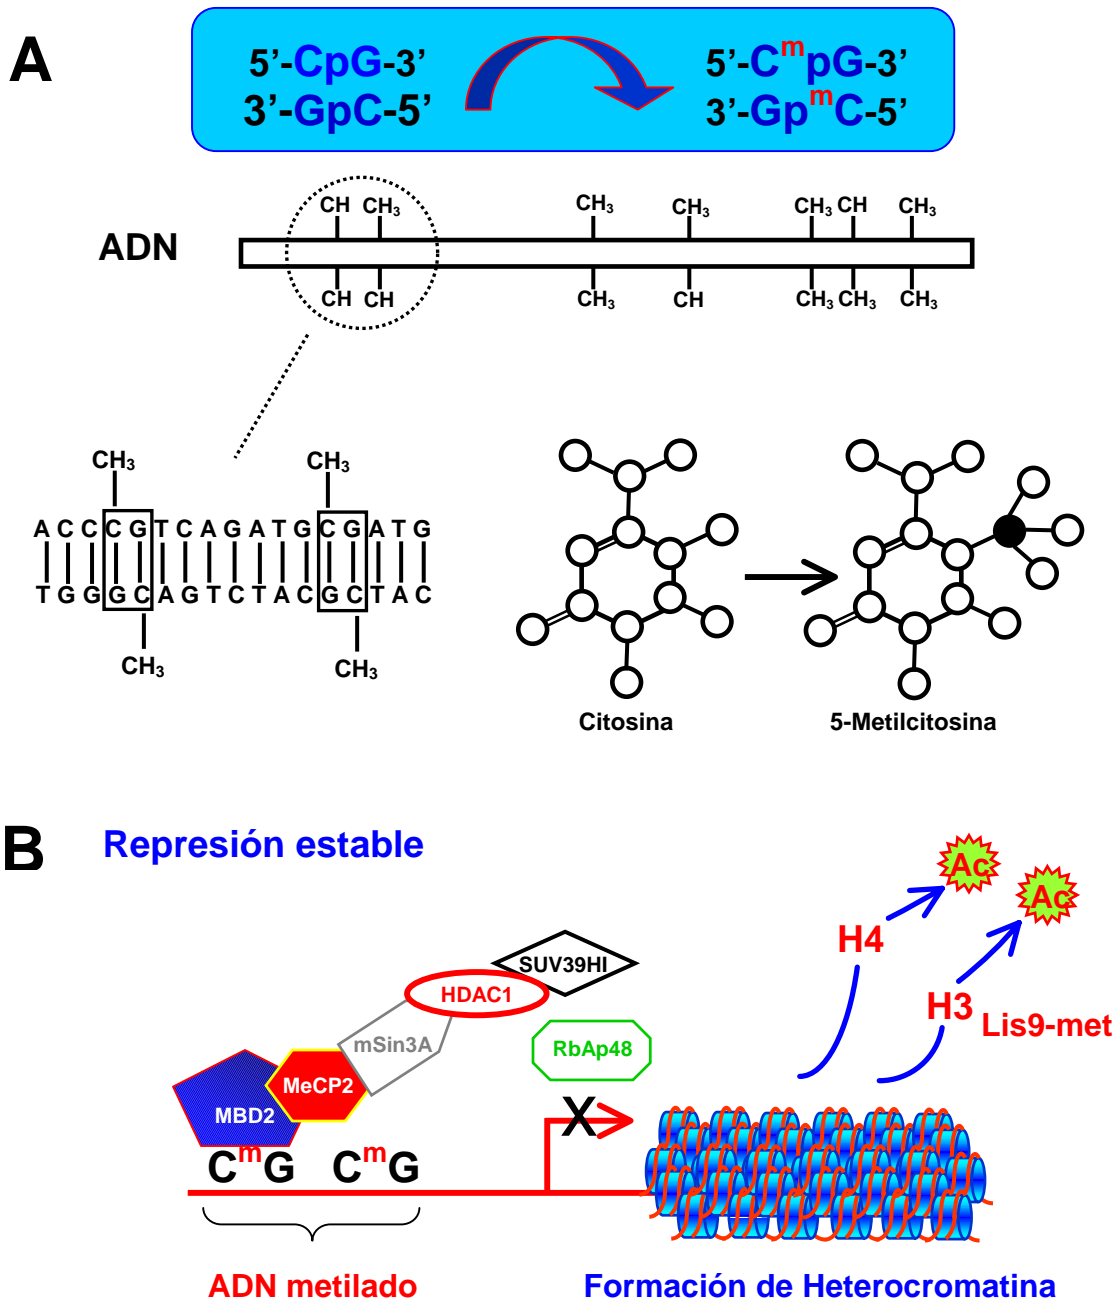 A
5’-CpG-3’
5’-CᵐpG-3’
3’-GpC-5’
3’-GpᵐC-5’
CH CH₃ CH₃ CH₃ CH₃ CH CH₃
ADN
CH CH CH₃ CH CH₃ CH₃ CH₃
CH₃ CH₃
A C C C G T C A G A T G C G A T G
T G G G C A G T C T A C G C T A C
CH₃ CH₃
Citosina
5-Metilcitosina
B
Represión estable
Ac
Ac
H4
SUV39HI
HDAC1
H3 Lis9-met
mSin3A
RbAp48
MeCP2
MBD2
X
CᵐG CᵐG
ADN metilado
Formación de Heterocromatina